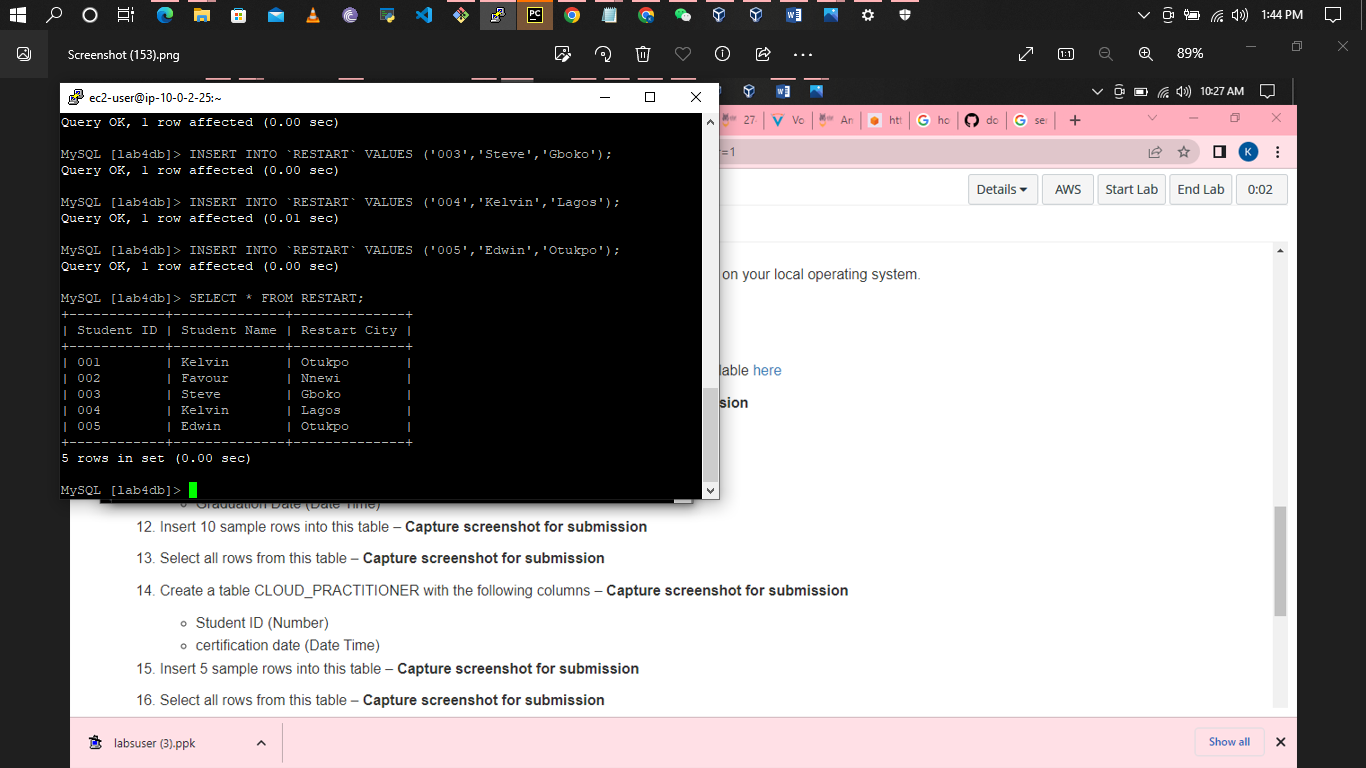 1:44 PM
Screenshot (153).png
89%
ec2-user@ip-10-0-2-25:~
10:27 AM
Query OK, 1 row affected (0.00 sec)
MySQL [lab4db]> INSERT INTO `RESTART` VALUES ('003','Steve','Gboko');
Query OK, 1 row affected (0.00 sec)
MySQL [lab4db]> INSERT INTO `RESTART` VALUES ('004','Kelvin','Lagos');
Query OK, 1 row affected (0.01 sec)
MySQL [lab4db]> INSERT INTO `RESTART` VALUES ('005','Edwin','Otukpo');
Query OK, 1 row affected (0.00 sec)
MySQL [lab4db]> SELECT * FROM RESTART;
+------------+--------------+--------------+
| Student ID | Student Name | Restart City |
+------------+--------------+--------------+
| 001        | Kelvin       | Otukpo       |
| 002        | Favour       | Nnewi        |
| 003        | Steve        | Gboko        |
| 004        | Kelvin       | Lagos        |
| 005        | Edwin        | Otukpo       |
+------------+--------------+--------------+
5 rows in set (0.00 sec)
MySQL [lab4db]>
27 Vo An htt ho do se
=1 K
Details AWS Start Lab End Lab 0:02
on your local operating system.
lable here
sion
Graduation Date (Date Time)
12. Insert 10 sample rows into this table – Capture screenshot for submission
13. Select all rows from this table – Capture screenshot for submission
14. Create a table CLOUD_PRACTITIONER with the following columns – Capture screenshot for submission
Student ID (Number)
certification date (Date Time)
15. Insert 5 sample rows into this table – Capture screenshot for submission
16. Select all rows from this table – Capture screenshot for submission
labsuser (3).ppk
Show all